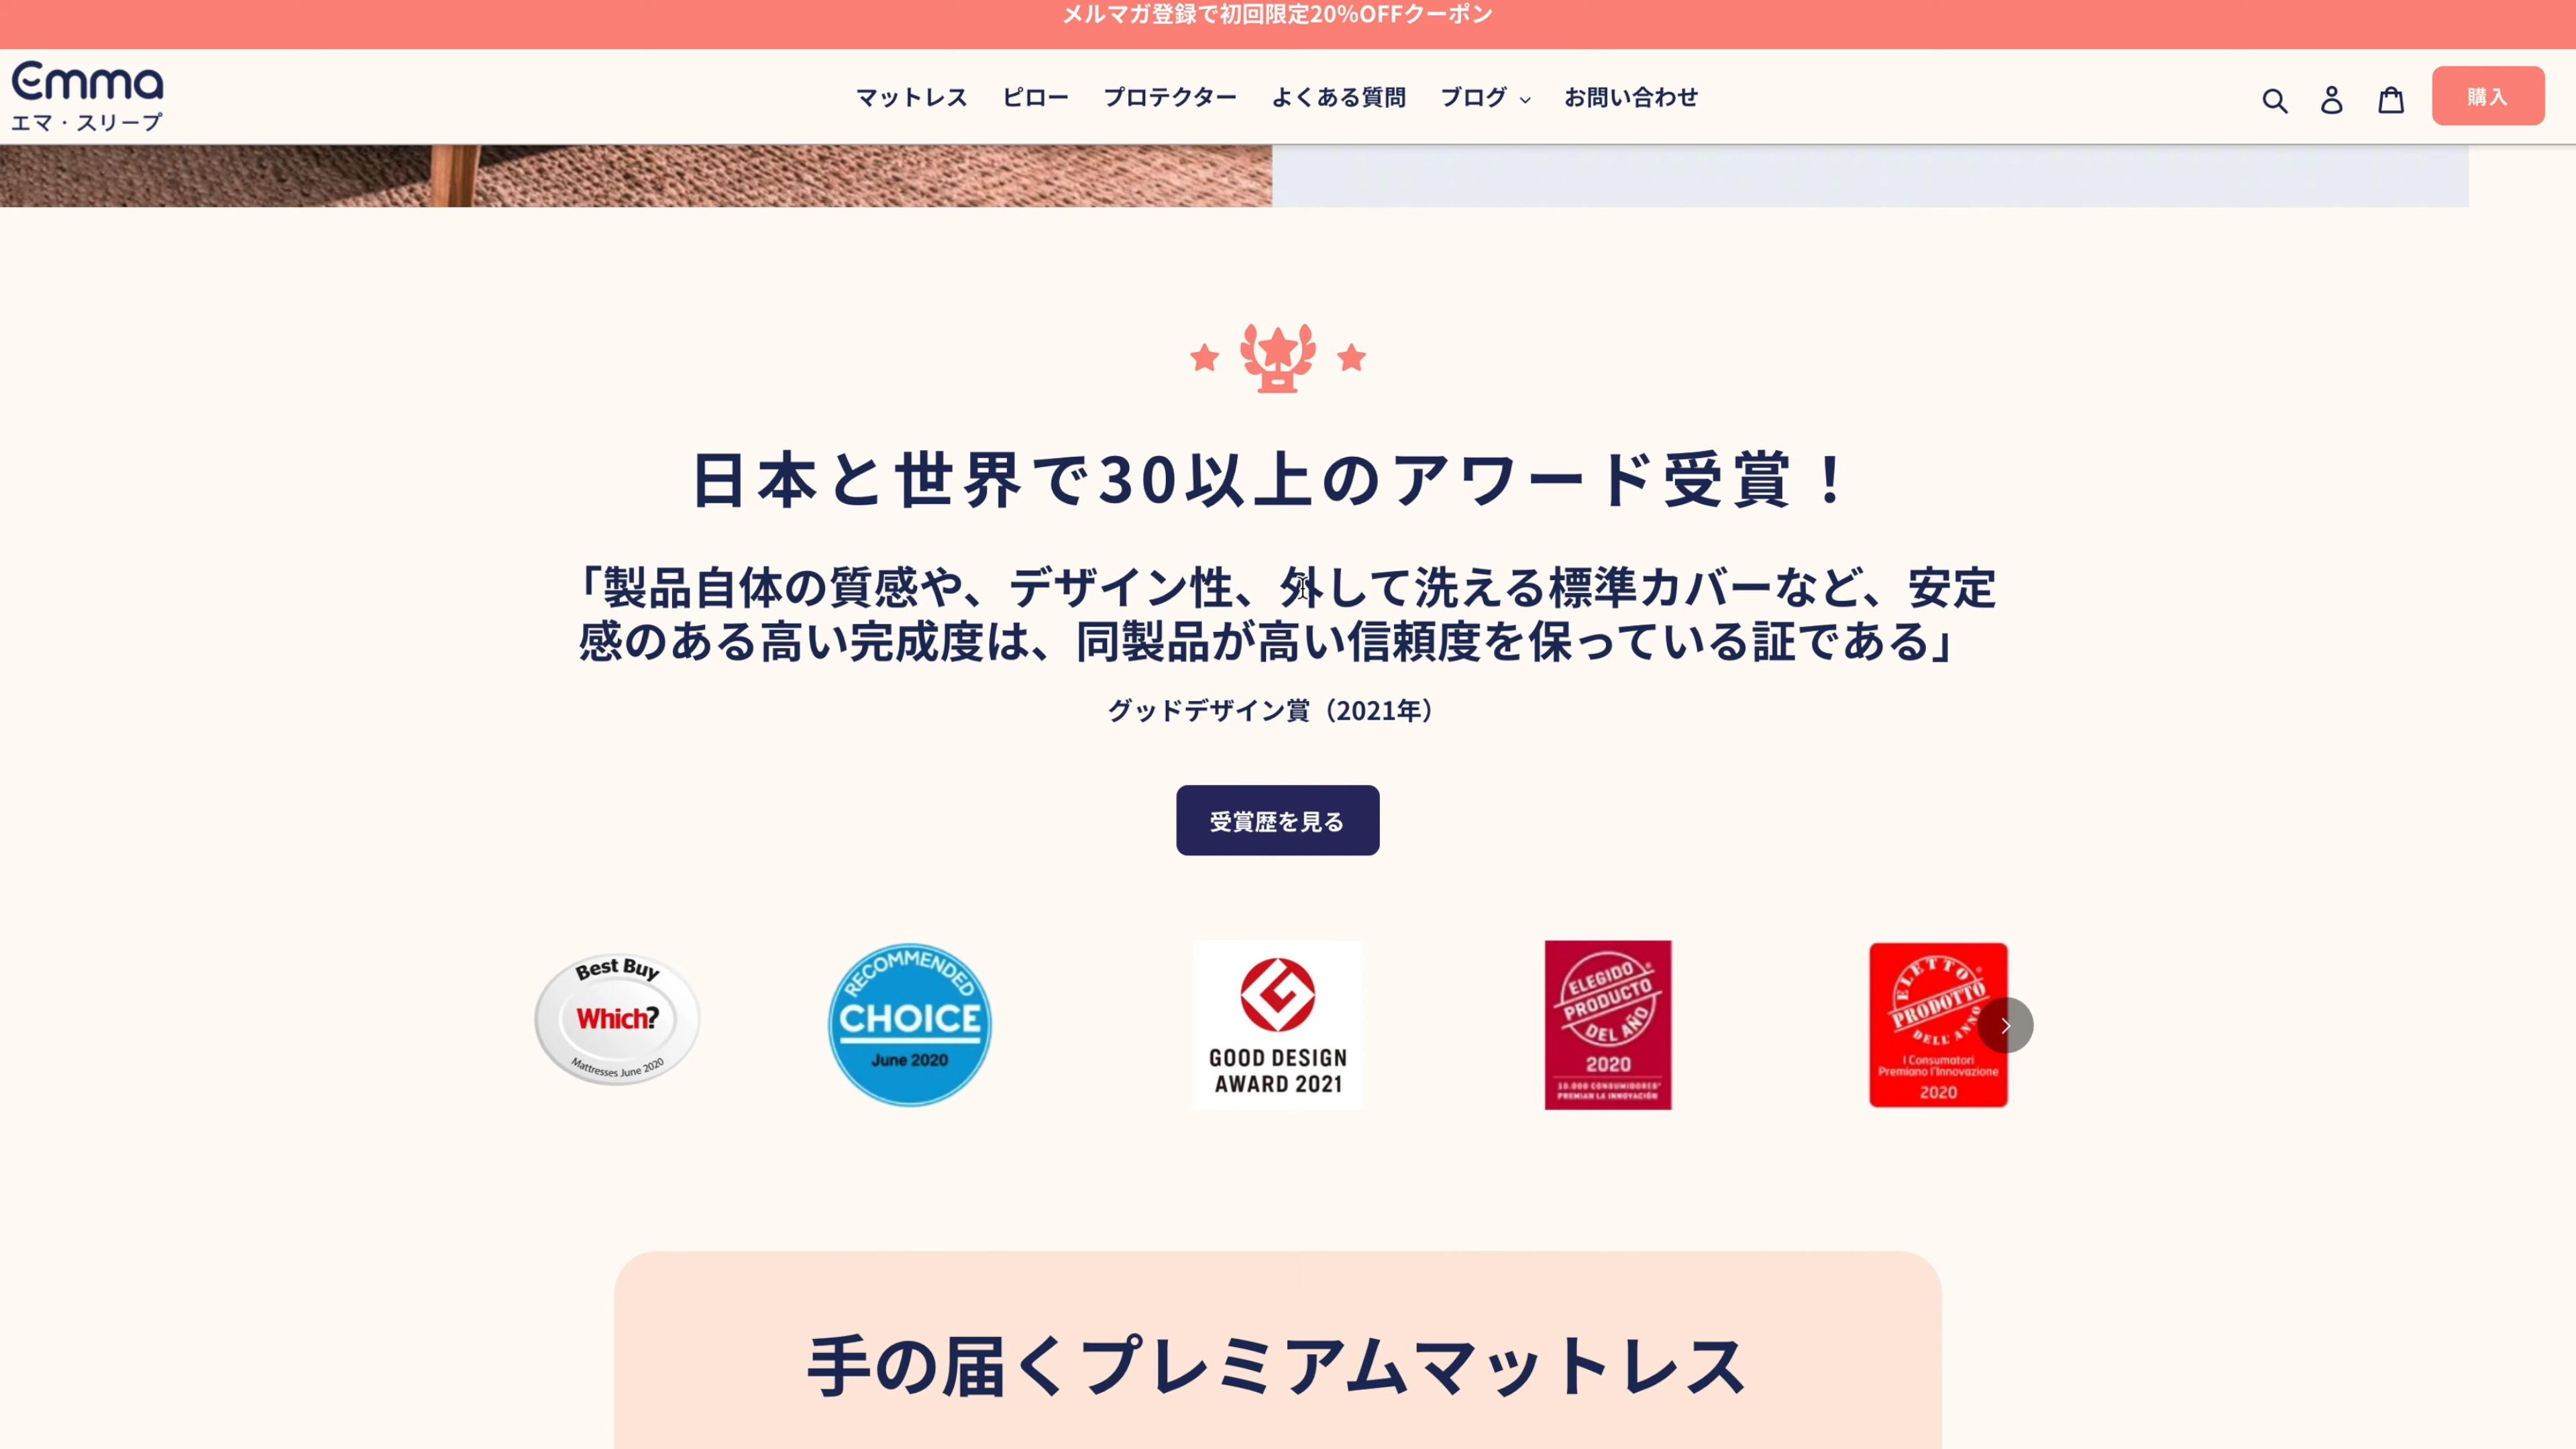 メルマガ登録で初回限定20%OFFクーポン
Emma
エマ・スリープ
マットレス ピロー プロテクター よくある質問 ブログ お問い合わせ
購入
日本と世界で30以上のアワード受賞！
「製品自体の質感や、デザイン性、外して洗える標準カバーなど、安定
感のある高い完成度は、同製品が高い信頼度を保っている証である」
グッドデザイン賞（2021年）
受賞歴を見る
Best Buy
Which?
Mattresses June 2020
RECOMMENDED
CHOICE
June 2020
GOOD DESIGN
AWARD 2021
ELEGIDO
PRODUCTO
DEL AÑO
2020
10.000 CONSUMIDORES*
PREMIAN LA INNOVACIÓN
ELETTO
PRODOTTO
DELL'ANNO
I Consumatori
Premiano l'Innovazione
2020
手の届くプレミアムマットレス